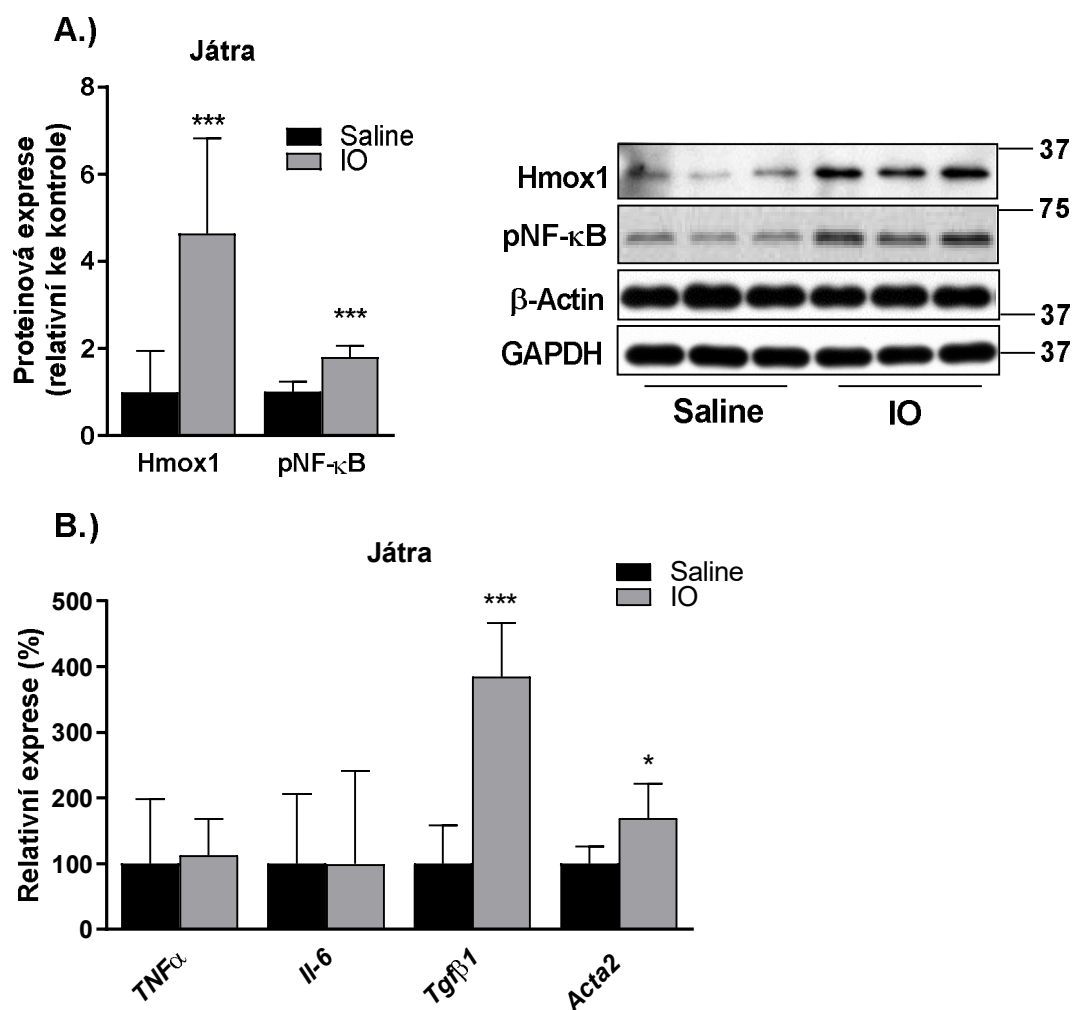 A.)
Játra
Proteinová exprese
(relativní ke kontrole)
8
6
4
2
0
***
***
Saline
IO
Hmox1
pNF-κB
Hmox1
pNF-κB
β-Actin
GAPDH
37
75
37
37
Saline
IO
B.)
Játra
Saline
IO
Relativní exprese (%)
500
400
300
200
100
0
***
*
TNFα
Il-6
Tgfβ1
Acta2